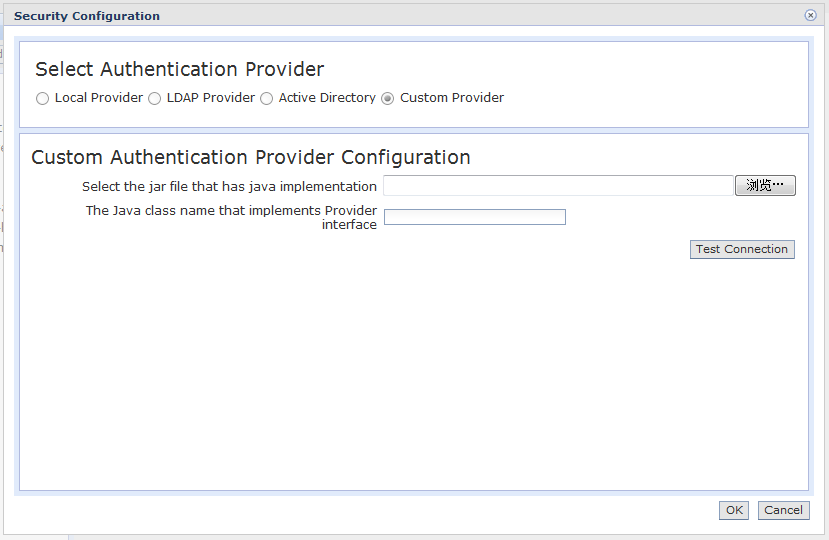 Security Configuration
Select Authentication Provider
Local Provider LDAP Provider Active Directory Custom Provider
Custom Authentication Provider Configuration
Select the jar file that has java implementation 浏览…
The Java class name that implements Provider
interface
Test Connection
OK Cancel